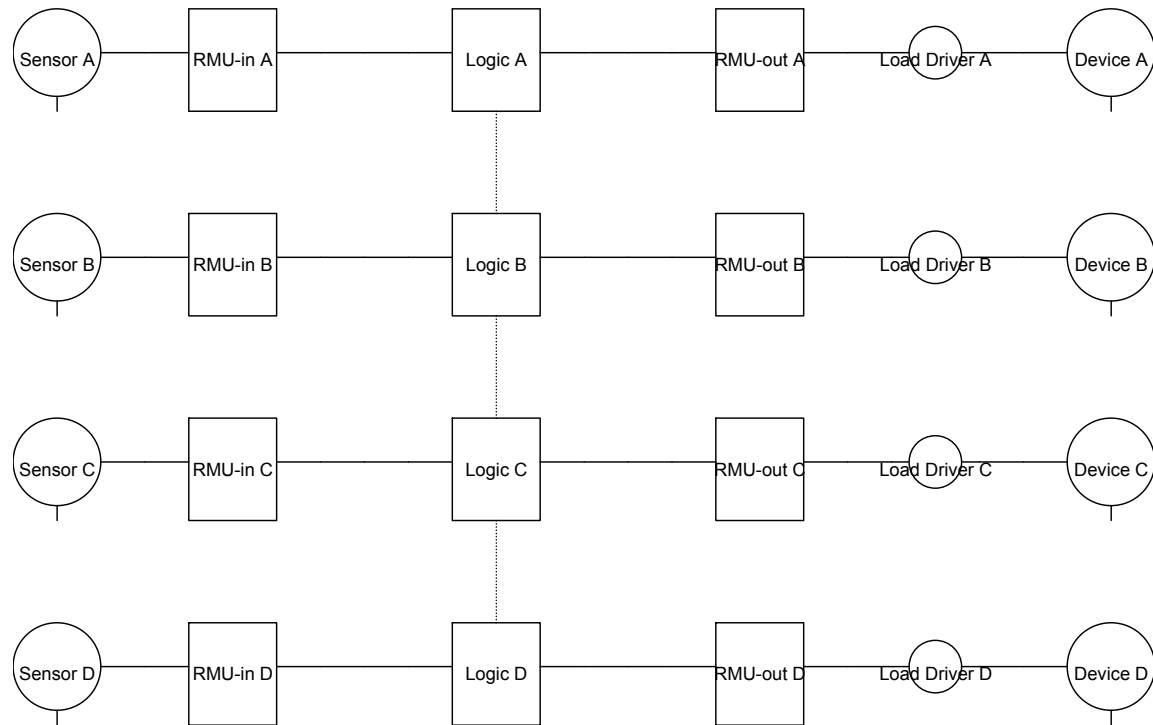 Sensor A RMU-in A Logic A RMU-out A Load Driver A Device A
Sensor B RMU-in B Logic B RMU-out B Load Driver B Device B
Sensor C RMU-in C Logic C RMU-out C Load Driver C Device C
Sensor D RMU-in D Logic D RMU-out D Load Driver D Device D